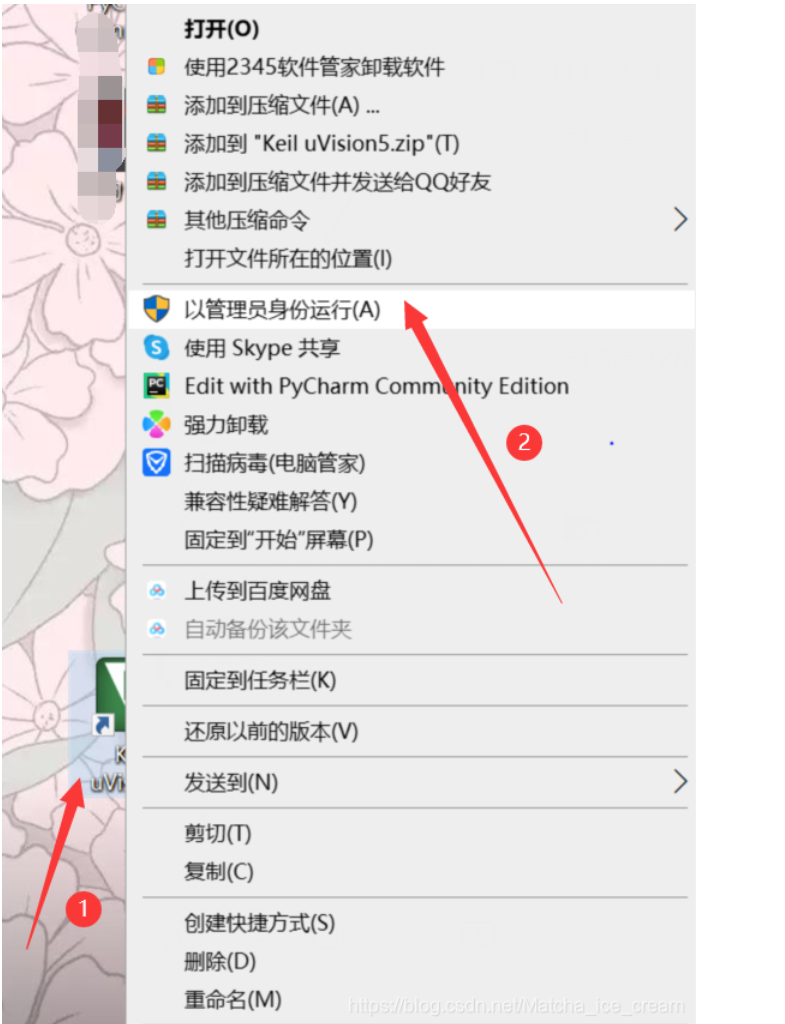 打开(O)
使用2345软件管家卸载软件
添加到压缩文件(A) ...
添加到 "Keil uVision5.zip"(T)
添加到压缩文件并发送给QQ好友
其他压缩命令
打开文件所在的位置(I)
以管理员身份运行(A)
使用 Skype 共享
Edit with PyCharm Community Edition
2
强力卸载
扫描病毒(电脑管家)
兼容性疑难解答(Y)
固定到“开始”屏幕(P)
上传到百度网盘
自动备份该文件夹
固定到任务栏(K)
还原以前的版本(V)
发送到(N)
剪切(T)
复制(C)
1
创建快捷方式(S)
删除(D)
重命名(M)
https://blog.csdn.net/Matcha_ice_cream